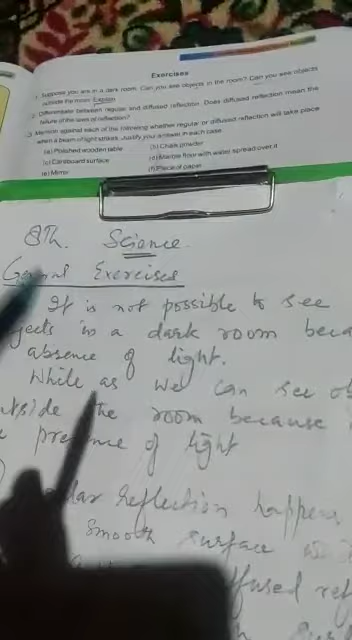 Exercises
1. Suppose you are in a dark room. Can you see objects in the room? Can you see objects
outside the room. Explain
2. Differentiate between regular and diffused reflection. Does diffused reflection mean the
failure of the laws of reflection?
3. Mention against each of the following whether regular or diffused reflection will take place
when a beam of light strikes. Justify your answer in each case.
(a) Polished wooden table (b) Chalk powder
(c) Cardboard surface (d) Marble floor with water spread over it
(e) Mirror (f) Piece of paper
8th. Science
General Exercises
It is not possible to see
in a dark room
absence of light.
While as we can see
the room because
of light
Reflection happens
smooth surface